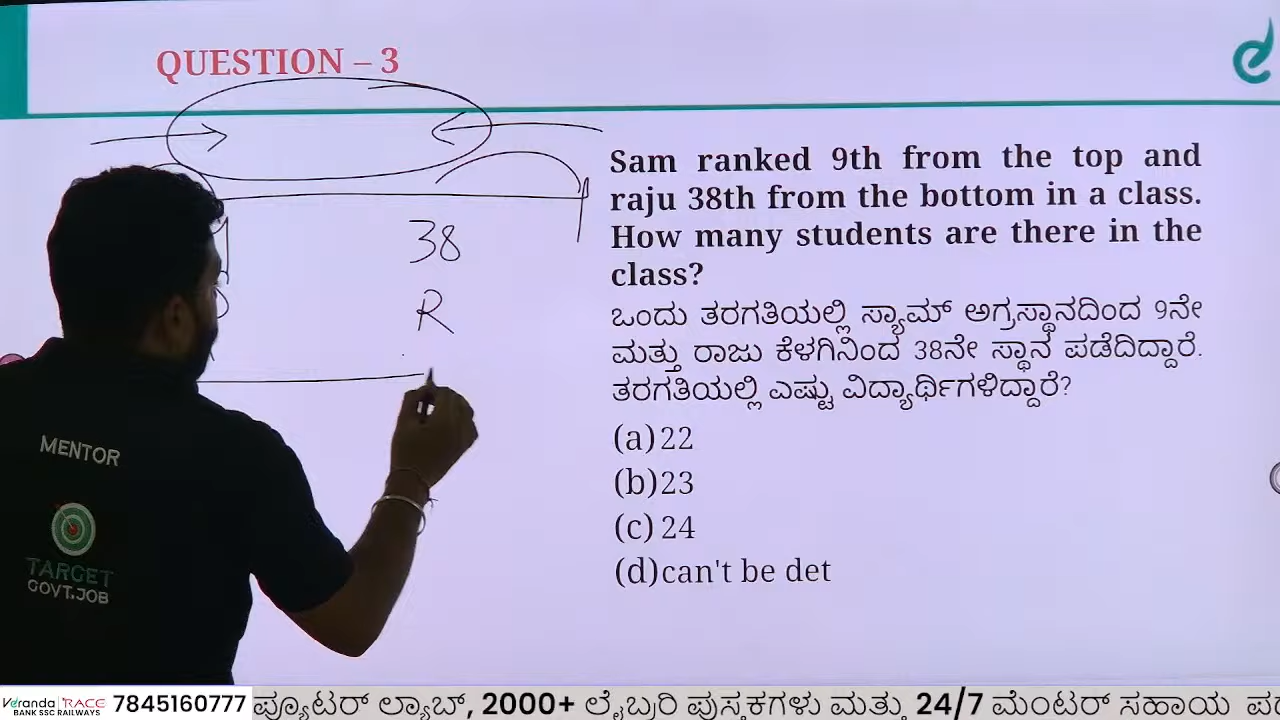 QUESTION – 3
Sam ranked 9th from the top and
raju 38th from the bottom in a class.
How many students are there in the
class?
ಒಂದು ತರಗತಿಯಲ್ಲಿ ಸ್ಯಾಮ್ ಅಗ್ರಸ್ಥಾನದಿಂದ 9ನೇ
ಮತ್ತು ರಾಜು ಕೆಳಗಿನಿಂದ 38ನೇ ಸ್ಥಾನ ಪಡೆದಿದ್ದಾರೆ.
ತರಗತಿಯಲ್ಲಿ ಎಷ್ಟು ವಿದ್ಯಾರ್ಥಿಗಳಿದ್ದಾರೆ?
(a) 22
(b) 23
(c) 24
(d) can't be det
38
R
MENTOR
TARGET
GOVT.JOB
Veranda RACE
BANK SSC RAILWAYS
7845160777
ಪ್ಯೂಟರ್ ಲ್ಯಾಬ್, 2000+ ಲೈಬ್ರರಿ ಪುಸ್ತಕಗಳು ಮತ್ತು 24/7 ಮೆಂಟರ್ ಸಹಾಯ